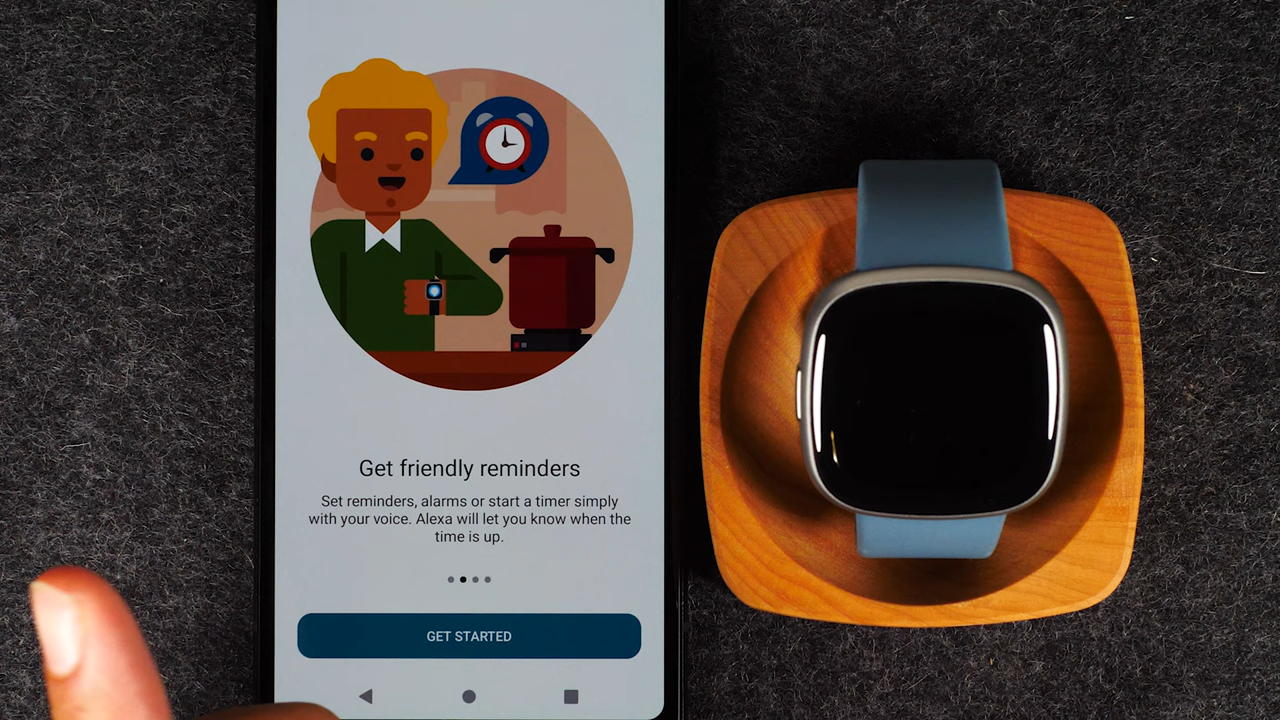 Get friendly reminders
Set reminders, alarms or start a timer simply
with your voice. Alexa will let you know when the
time is up.
GET STARTED